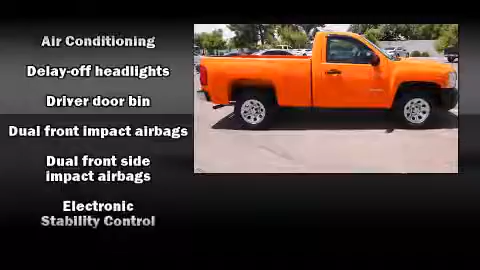 Air Conditioning
Delay-off headlights
Driver door bin
Dual front impact airbags
Dual front side
impact airbags
Electronic
Stability Control